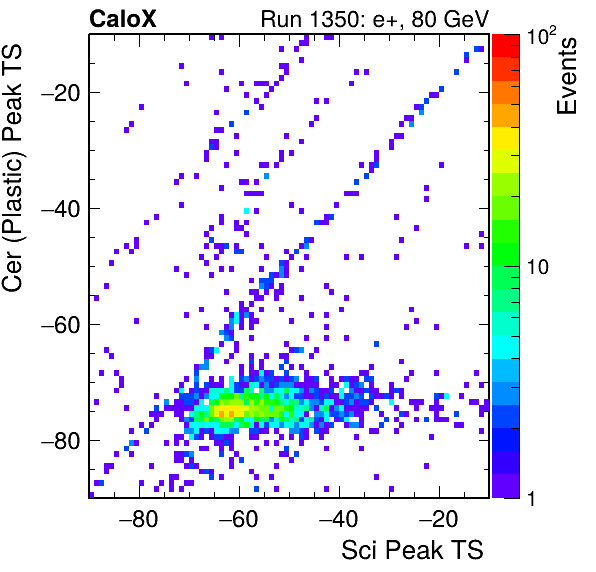 CaloX Run 1350: e+, 80 GeV
Cer (Plastic) Peak TS
−20
−40
−60
−80
−80 −60 −40 −20
Sci Peak TS
10²
10
1
Events